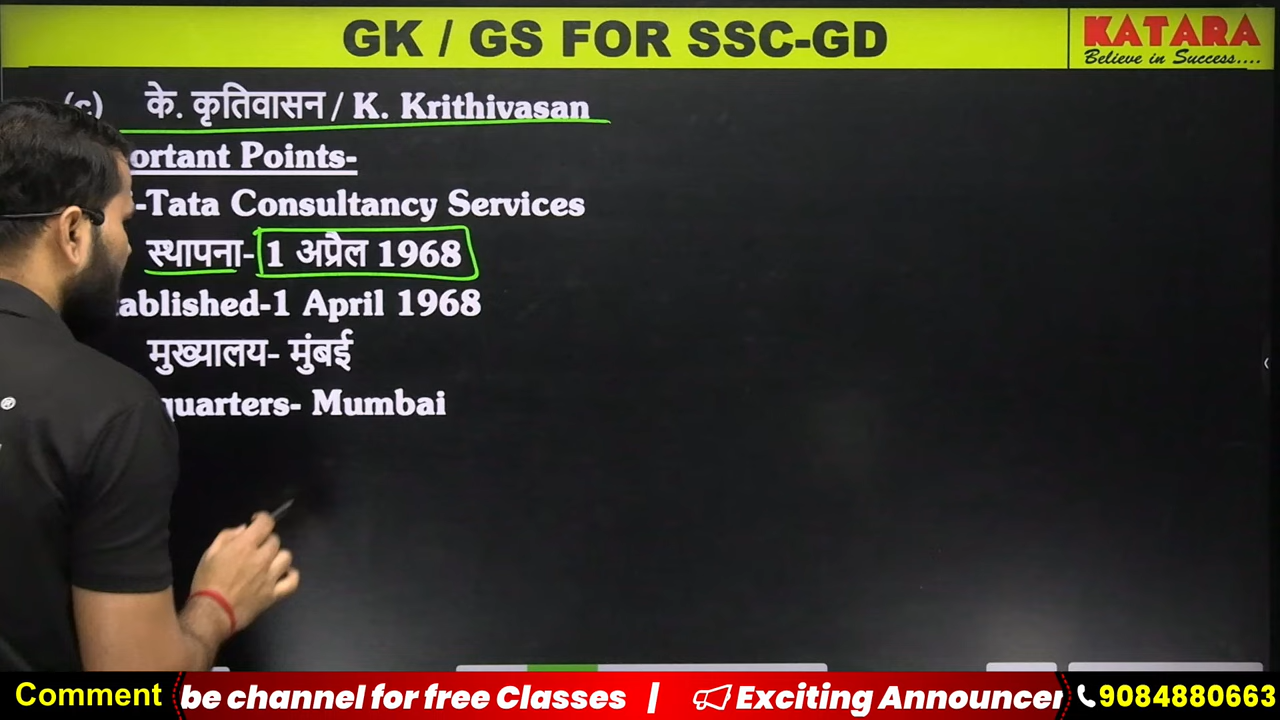 GK / GS FOR SSC-GD
KATARA
Believe in Success....
(c) के. कृतिवासन / K. Krithivasan
ortant Points-
-Tata Consultancy Services
स्थापना- 1 अप्रैल 1968
ablished-1 April 1968
मुख्यालय- मुंबई
quarters- Mumbai
®
Comment
be channel for free Classes | Exciting Announcer
9084880663